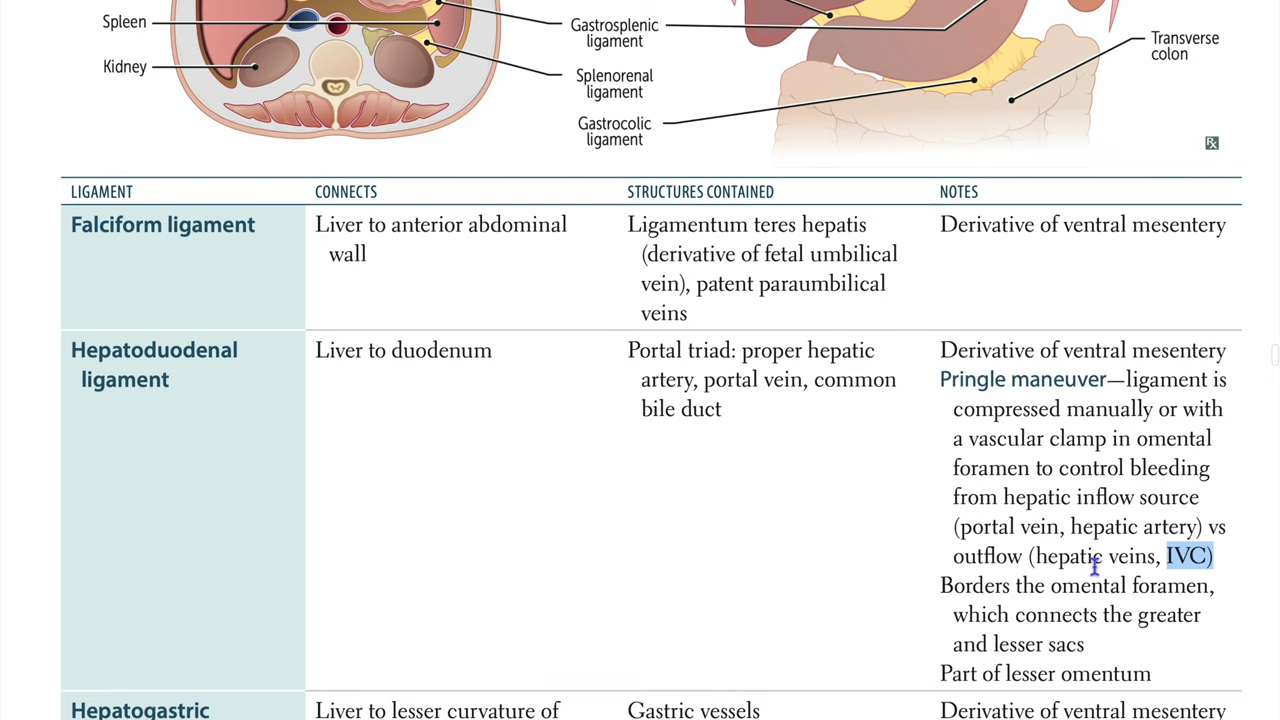 Spleen
Kidney
Gastrosplenic
ligament
Splenorenal
ligament
Gastrocolic
ligament
Transverse
colon
Rx
LIGAMENT
CONNECTS
STRUCTURES CONTAINED
NOTES
Falciform ligament
Liver to anterior abdominal
wall
Ligamentum teres hepatis
(derivative of fetal umbilical
vein), patent paraumbilical
veins
Derivative of ventral mesentery
Hepatoduodenal
ligament
Liver to duodenum
Portal triad: proper hepatic
artery, portal vein, common
bile duct
Derivative of ventral mesentery
Pringle maneuver—ligament is
compressed manually or with
a vascular clamp in omental
foramen to control bleeding
from hepatic inflow source
(portal vein, hepatic artery) vs
outflow (hepatic veins, IVC)
Borders the omental foramen,
which connects the greater
and lesser sacs
Part of lesser omentum
Hepatogastric
Liver to lesser curvature of
Gastric vessels
Derivative of ventral mesentery